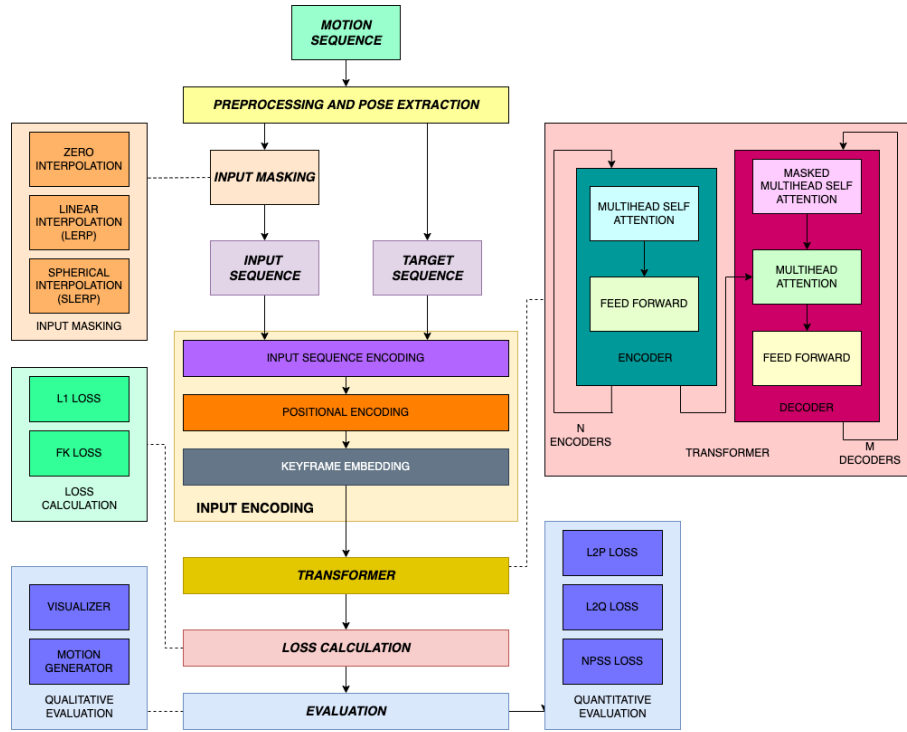 MOTION
SEQUENCE
PREPROCESSING AND POSE EXTRACTION
ZERO
INTERPOLATION
LINEAR
INTERPOLATION
(LERP)
SPHERICAL
INTERPOLATION
(SLERP)
INPUT MASKING
INPUT MASKING
INPUT
SEQUENCE
TARGET
SEQUENCE
INPUT SEQUENCE ENCODING
POSITIONAL ENCODING
KEYFRAME EMBEDDING
INPUT ENCODING
MULTIHEAD SELF
ATTENTION
FEED FORWARD
ENCODER
N
ENCODERS
MASKED
MULTIHEAD SELF
ATTENTION
MULTIHEAD
ATTENTION
FEED FORWARD
DECODER
M
DECODERS
TRANSFORMER
L1 LOSS
FK LOSS
LOSS
CALCULATION
TRANSFORMER
LOSS CALCULATION
EVALUATION
VISUALIZER
MOTION
GENERATOR
QUALITATIVE
EVALUATION
L2P LOSS
L2Q LOSS
NPSS LOSS
QUANTITATIVE
EVALUATION